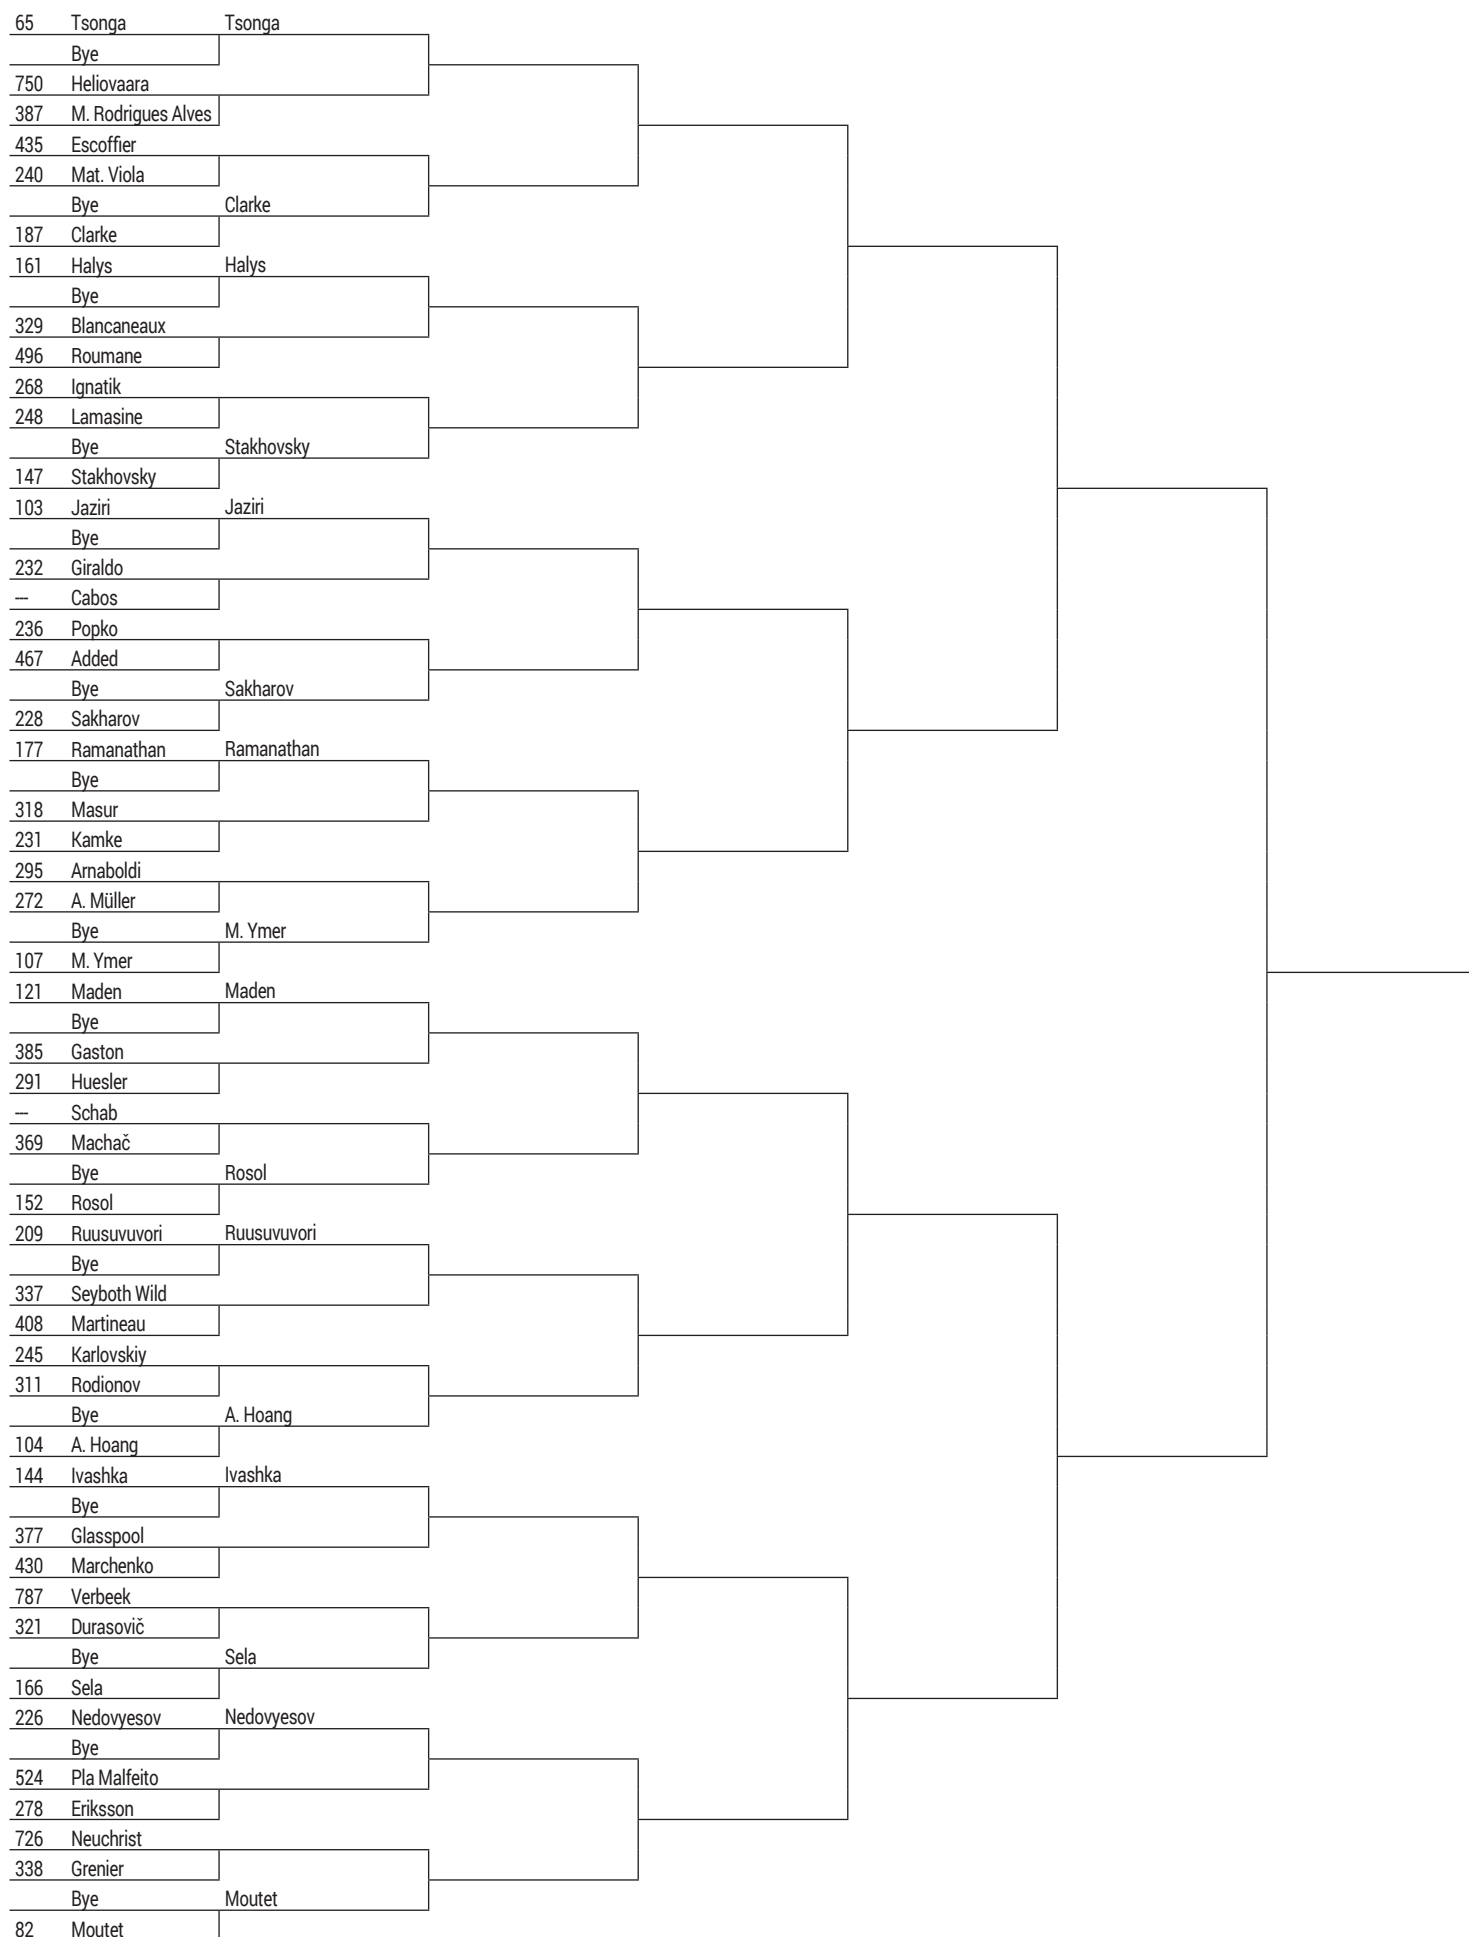 65 Tsonga Tsonga
Bye
750 Heliovaara
387 M. Rodrigues Alves
435 Escoffier
240 Mat. Viola
Bye Clarke
187 Clarke
161 Halys Halys
Bye
329 Blancaneaux
496 Roumane
268 Ignatik
248 Lamasine
Bye Stakhovsky
147 Stakhovsky
103 Jaziri Jaziri
Bye
232 Giraldo
--- Cabos
236 Popko
467 Added
Bye Sakharov
228 Sakharov
177 Ramanathan Ramanathan
Bye
318 Masur
231 Kamke
295 Arnaboldi
272 A. Müller
Bye M. Ymer
107 M. Ymer
121 Maden Maden
Bye
385 Gaston
291 Huesler
--- Schab
369 Machač
Bye Rosol
152 Rosol
209 Ruusuvuvori Ruusuvuvori
Bye
337 Seyboth Wild
408 Martineau
245 Karlovskiy
311 Rodionov
Bye A. Hoang
104 A. Hoang
144 Ivashka Ivashka
Bye
377 Glasspool
430 Marchenko
787 Verbeek
321 Durasovič
Bye Sela
166 Sela
226 Nedovyesov Nedovyesov
Bye
524 Pla Malfeito
278 Eriksson
726 Neuchrist
338 Grenier
Bye Moutet
82 Moutet